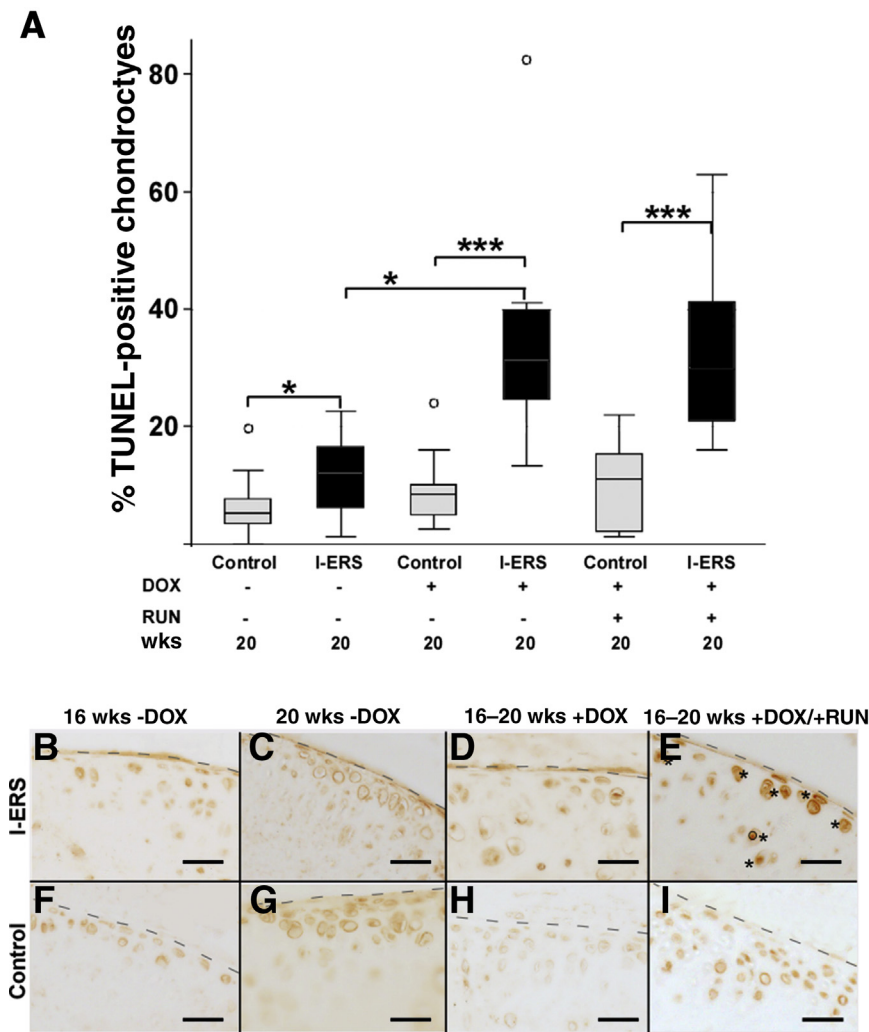 A
% TUNEL-positive chondroctyes
80
60
40
20
*
*
***
***
Control I-ERS Control I-ERS Control I-ERS
DOX - - + + + +
RUN - - - - + +
wks 20 20 20 20 20 20
16 wks -DOX 20 wks -DOX 16–20 wks +DOX 16–20 wks +DOX/+RUN
I-ERS
B C D E
* * * * * * * *
Control
F G H I